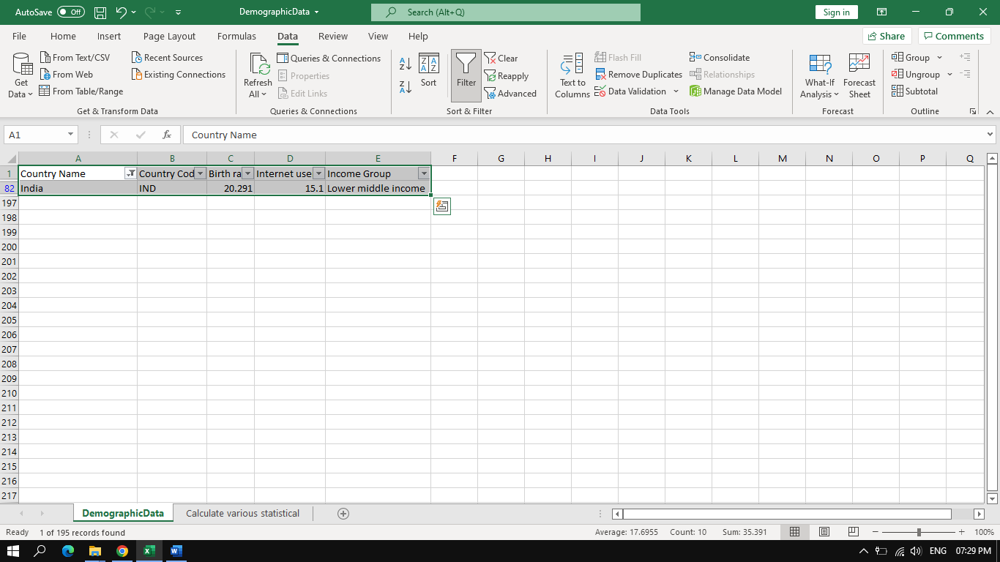 AutoSave Off DemographicData Search (Alt+Q) Sign in
File Home Insert Page Layout Formulas Data Review View Help Share Comments
Get Data
From Text/CSV
From Web
From Table/Range
Recent Sources
Existing Connections
Get & Transform Data
Refresh All
Queries & Connections
Properties
Edit Links
Queries & Connections
Sort
Filter
Clear
Reapply
Advanced
Sort & Filter
Text to Columns
Flash Fill
Remove Duplicates
Data Validation
Consolidate
Relationships
Manage Data Model
Data Tools
What-If Analysis
Forecast Sheet
Forecast
Group
Ungroup
Subtotal
Outline
A1 fx Country Name
A B C D E F G H I J K L M N O P Q
1 Country Name Country Cod Birth ra Internet use Income Group
82 India IND 20.291 15.1 Lower middle income
197
198
199
200
201
202
203
204
205
206
207
208
209
210
211
212
213
214
215
216
217
DemographicData Calculate various statistical
Ready 1 of 195 records found Average: 17.6955 Count: 10 Sum: 35.391 100%
ENG 07:29 PM